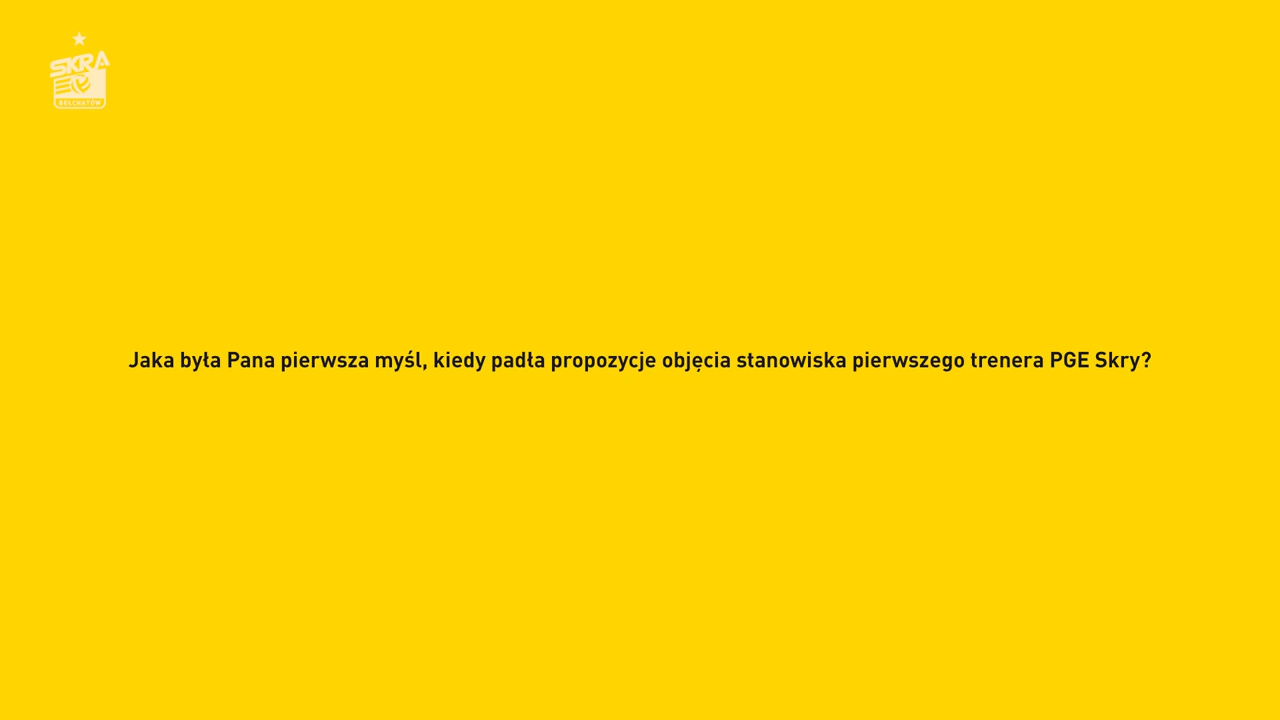 SKRA
BEŁCHATÓW
Jaka była Pana pierwsza myśl, kiedy padła propozycje objęcia stanowiska pierwszego trenera PGE Skry?